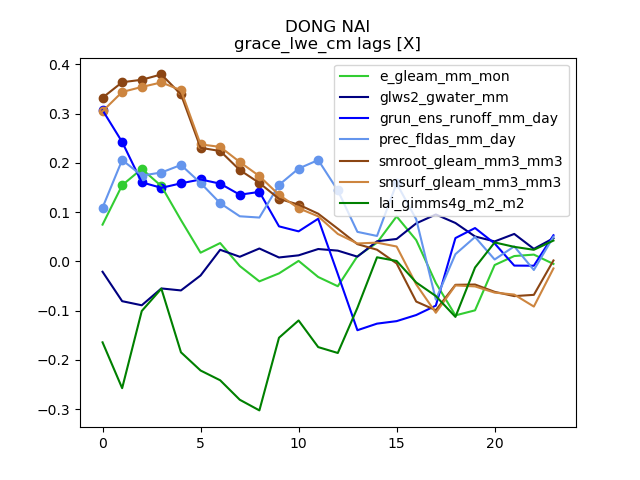 DONG NAI
grace_lwe_cm lags [X]
e_gleam_mm_mon
glws2_gwater_mm
grun_ens_runoff_mm_day
prec_fldas_mm_day
smroot_gleam_mm3_mm3
smsurf_gleam_mm3_mm3
lai_gimms4g_m2_m2
0.4
0.3
0.2
0.1
0.0
−0.1
−0.2
−0.3
0 5 10 15 20